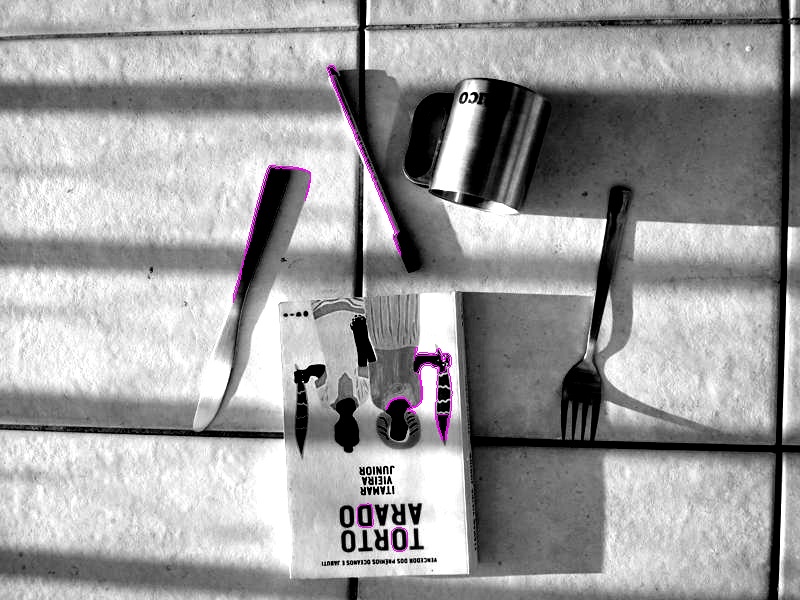 VENCEDOR DOS PRÊMIOS OCEANOS E JABUTI
TORTO
ARADO
ITAMAR
VIEIRA
JUNIOR